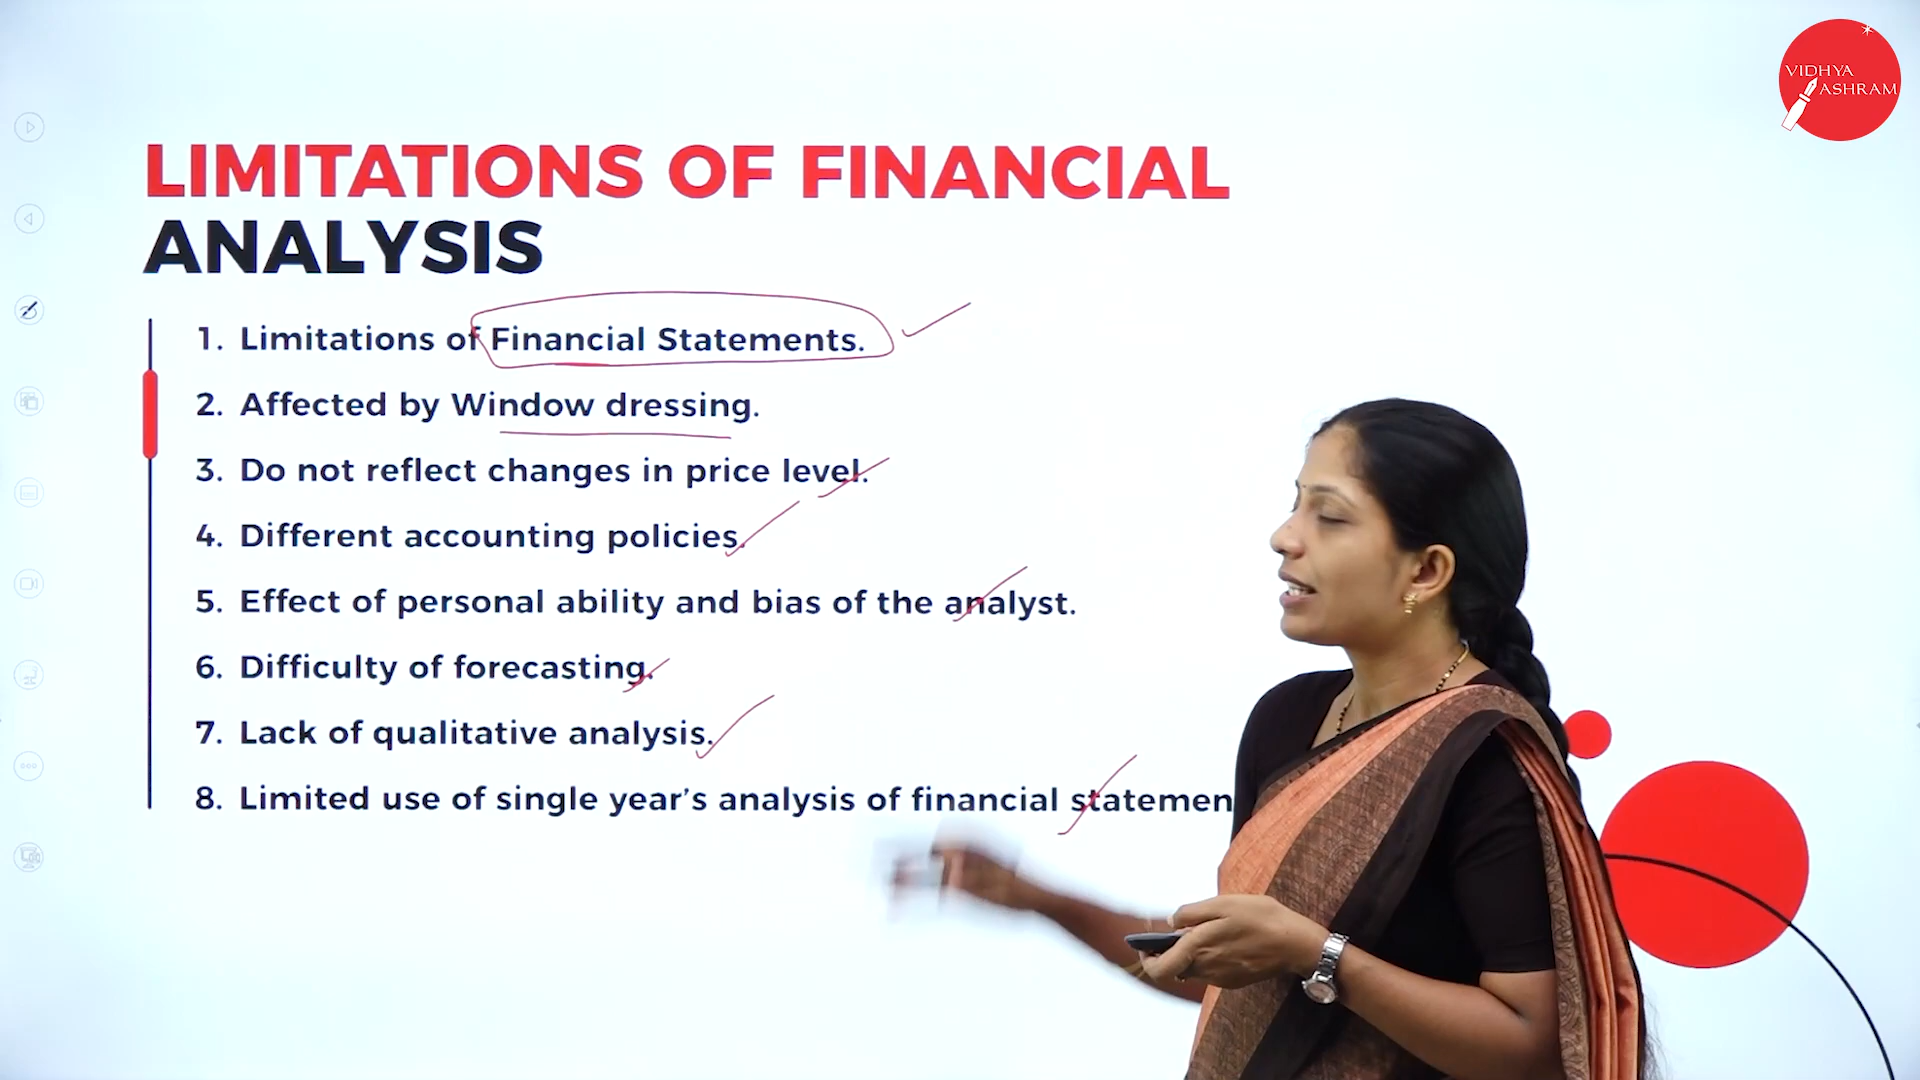 VIDHYA
ASHRAM
LIMITATIONS OF FINANCIAL
ANALYSIS
1. Limitations of Financial Statements.
2. Affected by Window dressing.
3. Do not reflect changes in price level.
4. Different accounting policies.
5. Effect of personal ability and bias of the analyst.
6. Difficulty of forecasting.
7. Lack of qualitative analysis.
8. Limited use of single year's analysis of financial statemen